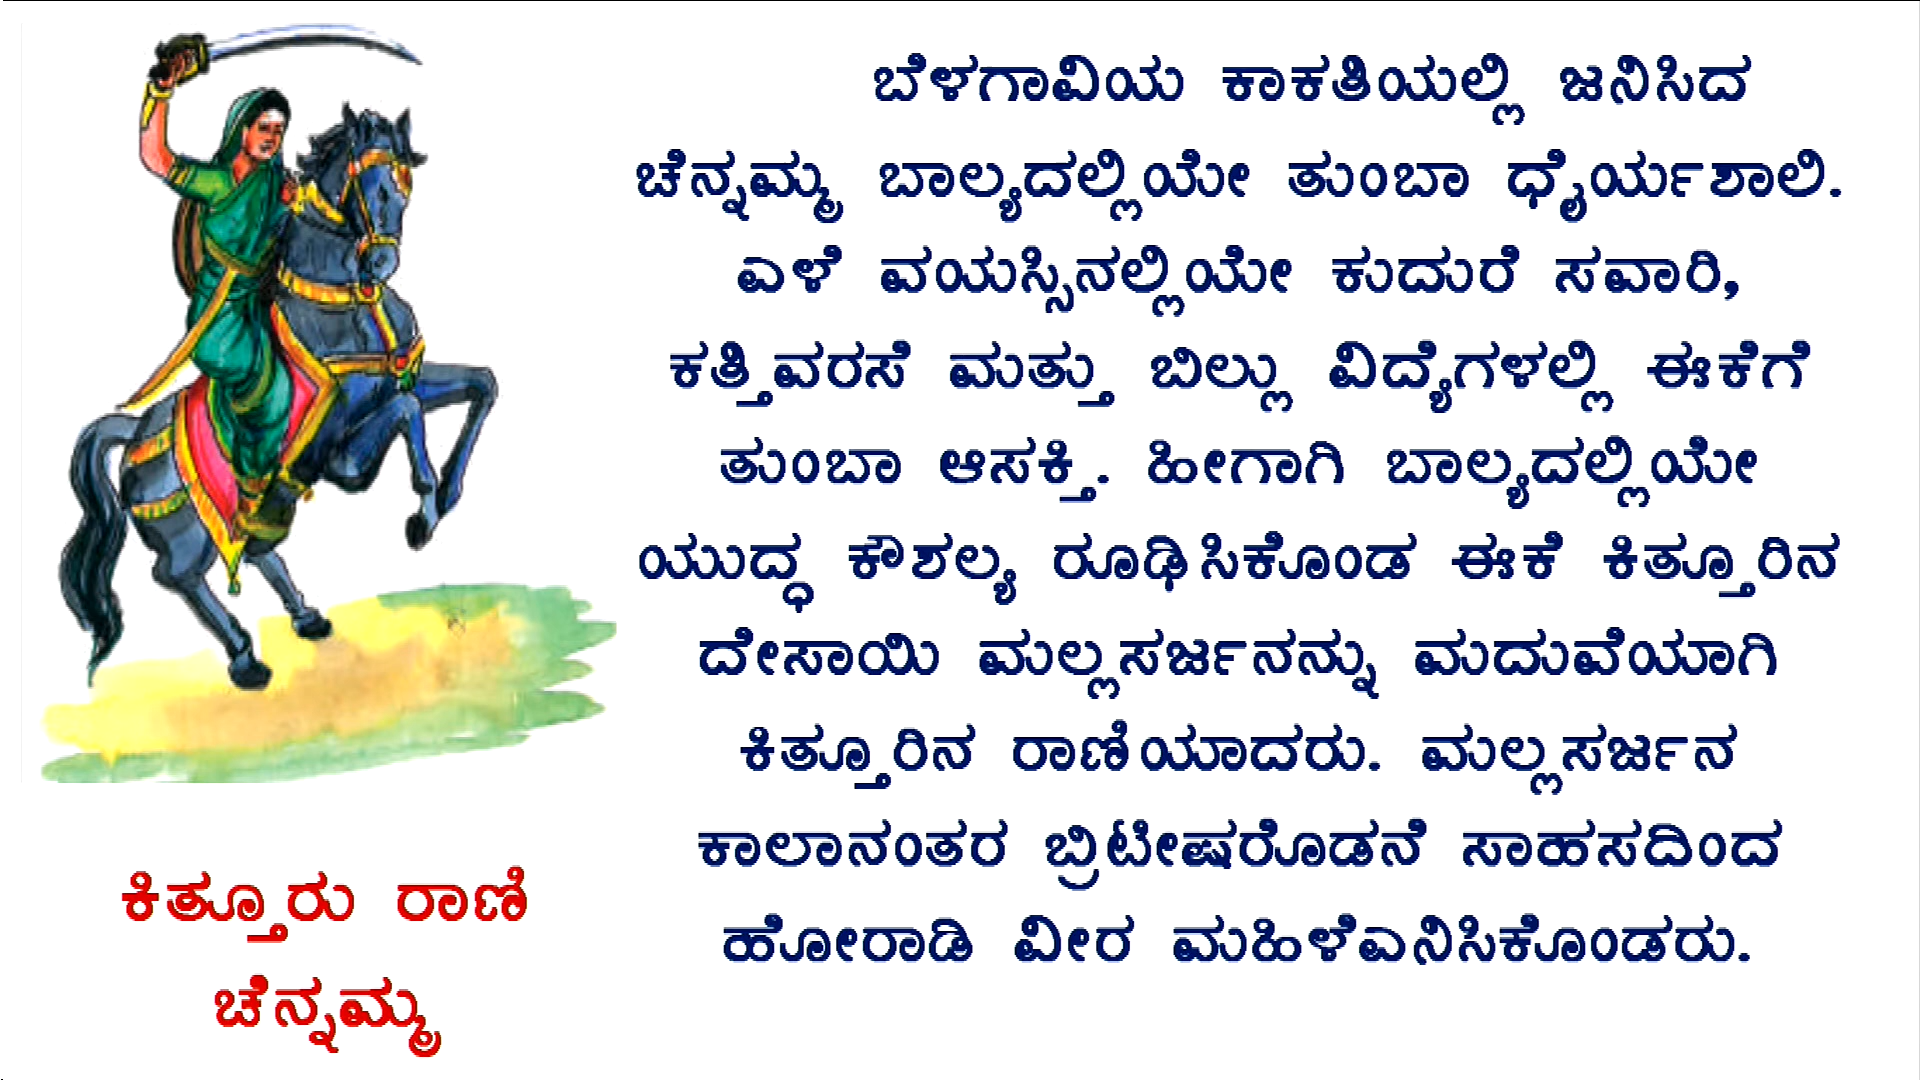 ಬೆಳಗಾವಿಯ ಕಾಕತಿಯಲ್ಲಿ ಜನಿಸಿದ
ಚೆನ್ನಮ್ಮ ಬಾಲ್ಯದಲ್ಲಿಯೇ ತುಂಬಾ ಧೈರ್ಯಶಾಲಿ.
ಎಳೆ ವಯಸ್ಸಿನಲ್ಲಿಯೇ ಕುದುರೆ ಸವಾರಿ,
ಕತ್ತಿವರಸೆ ಮತ್ತು ಬಿಲ್ಲು ವಿದ್ಯೆಗಳಲ್ಲಿ ಈಕೆಗೆ
ತುಂಬಾ ಆಸಕ್ತಿ. ಹೀಗಾಗಿ ಬಾಲ್ಯದಲ್ಲಿಯೇ
ಯುದ್ಧ ಕೌಶಲ್ಯ ರೂಢಿಸಿಕೊಂಡ ಈಕೆ ಕಿತ್ತೂರಿನ
ದೇಸಾಯಿ ಮಲ್ಲಸರ್ಜನನ್ನು ಮದುವೆಯಾಗಿ
ಕಿತ್ತೂರಿನ ರಾಣಿಯಾದರು. ಮಲ್ಲಸರ್ಜನ
ಕಾಲಾನಂತರ ಬ್ರಿಟೀಷರೊಡನೆ ಸಾಹಸದಿಂದ
ಹೋರಾಡಿ ವೀರ ಮಹಿಳೆಎನಿಸಿಕೊಂಡರು.
ಕಿತ್ತೂರು ರಾಣಿ
ಚೆನ್ನಮ್ಮ